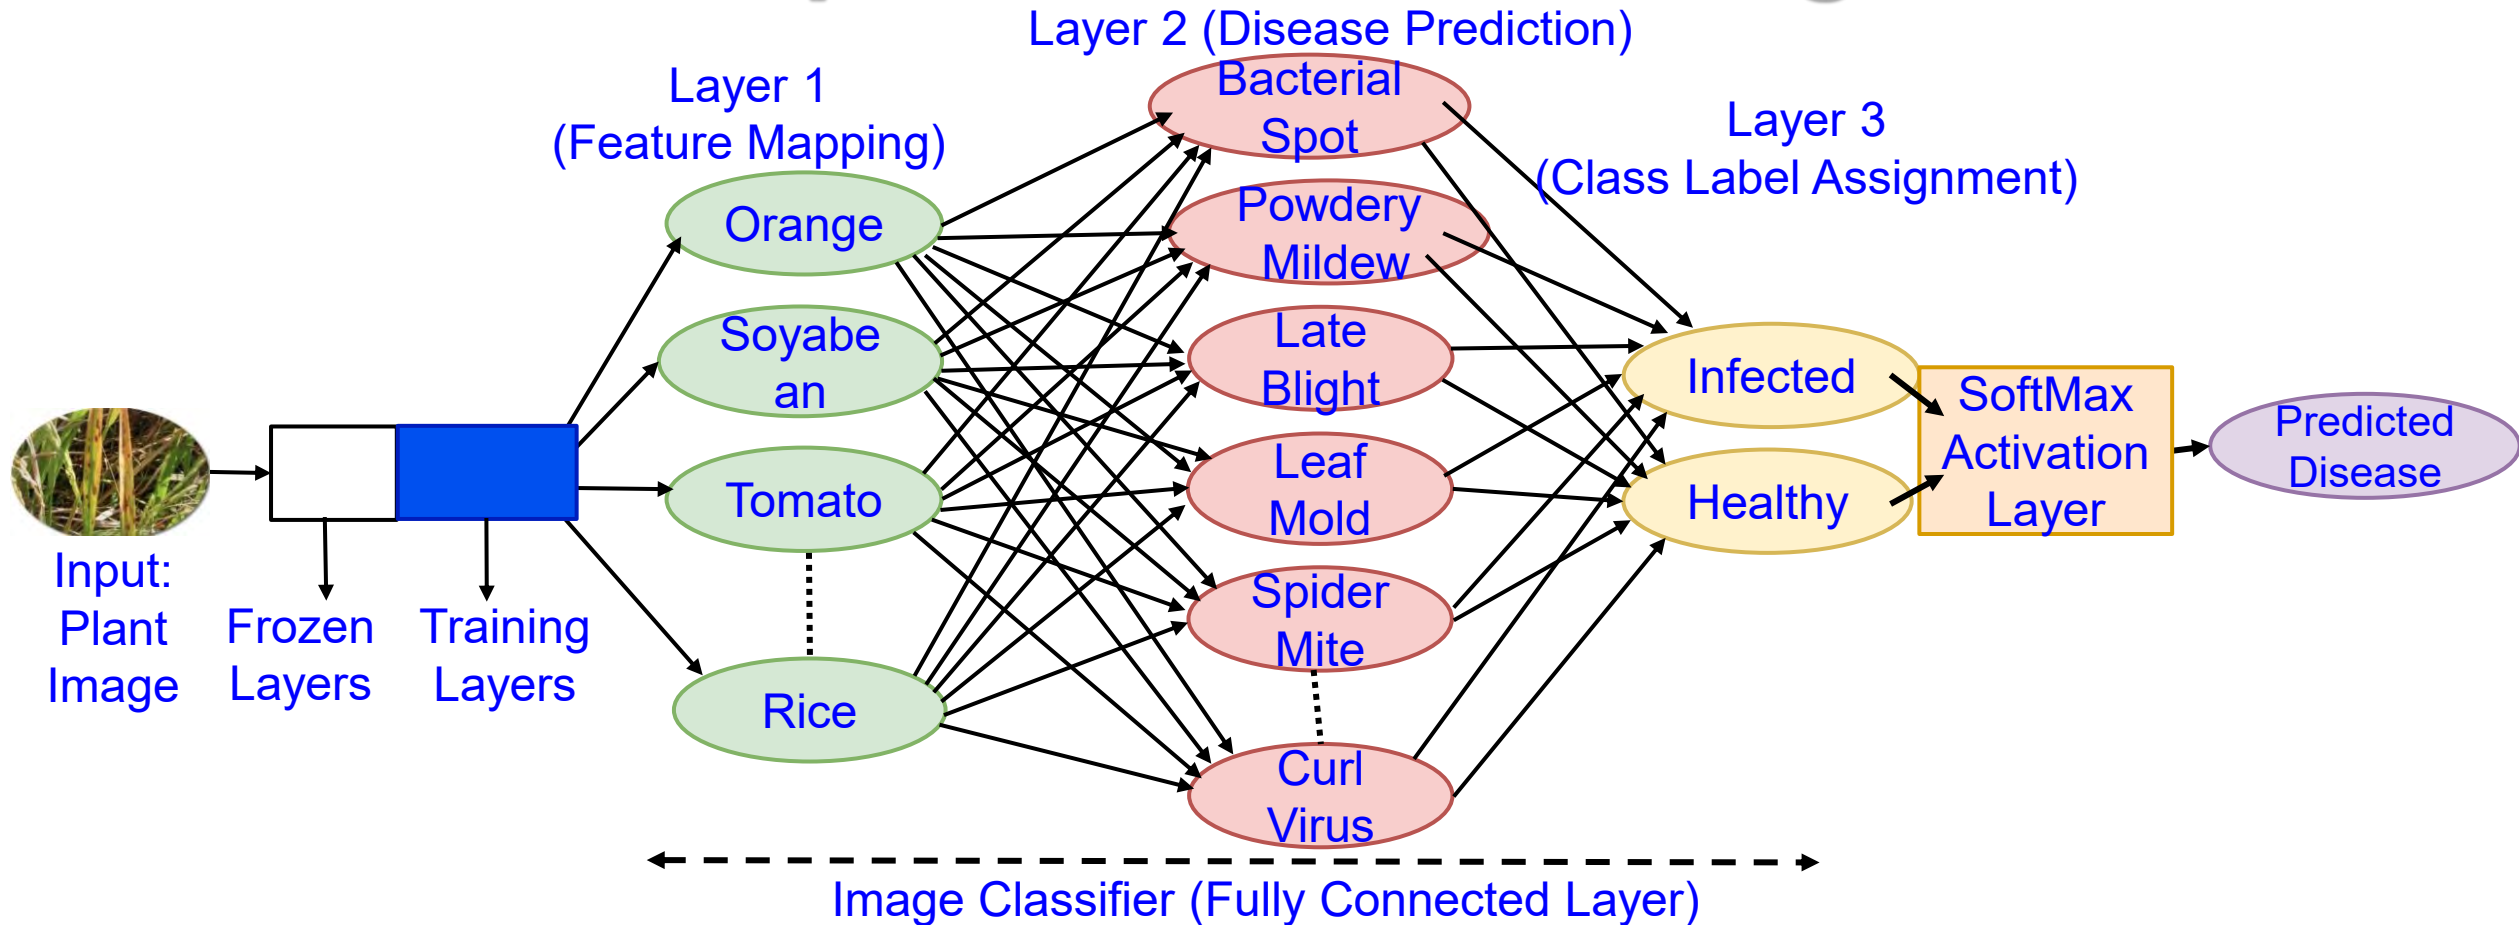 Layer 2 (Disease Prediction)
Layer 1
(Feature Mapping)
Layer 3
(Class Label Assignment)
Input:
Plant
Image
Frozen
Layers
Training
Layers
Orange
Soyabe
an
Tomato
Rice
Bacterial
Spot
Powdery
Mildew
Late
Blight
Leaf
Mold
Spider
Mite
Curl
Virus
Infected
Healthy
SoftMax
Activation
Layer
Predicted
Disease
Image Classifier (Fully Connected Layer)